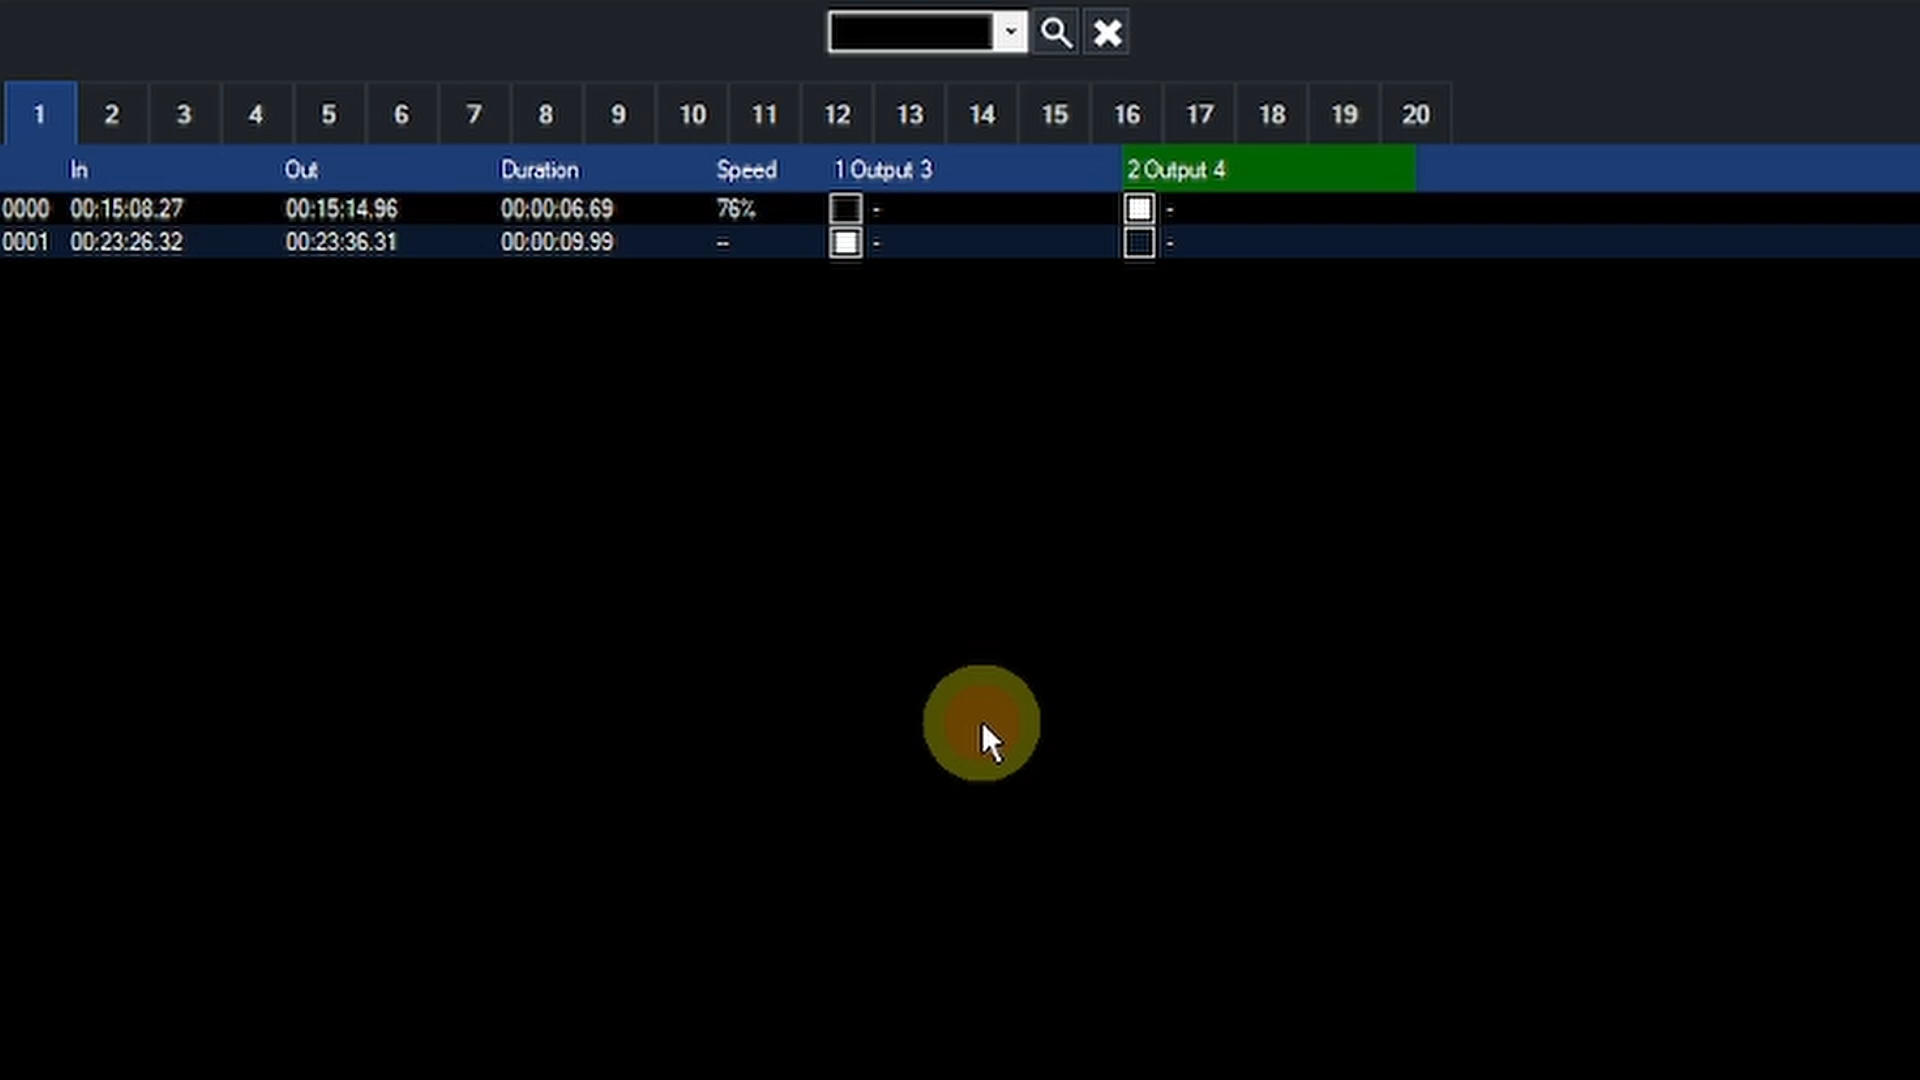 1 2 3 4 5 6 7 8 9 10 11 12 13 14 15 16 17 18 19 20
In Out Duration Speed 1 Output 3 2 Output 4
0000 00:15:08.27 00:15:14.96 00:00:06.69 76% - -
0001 00:23:26.32 00:23:36.31 00:00:09.99 -- - -